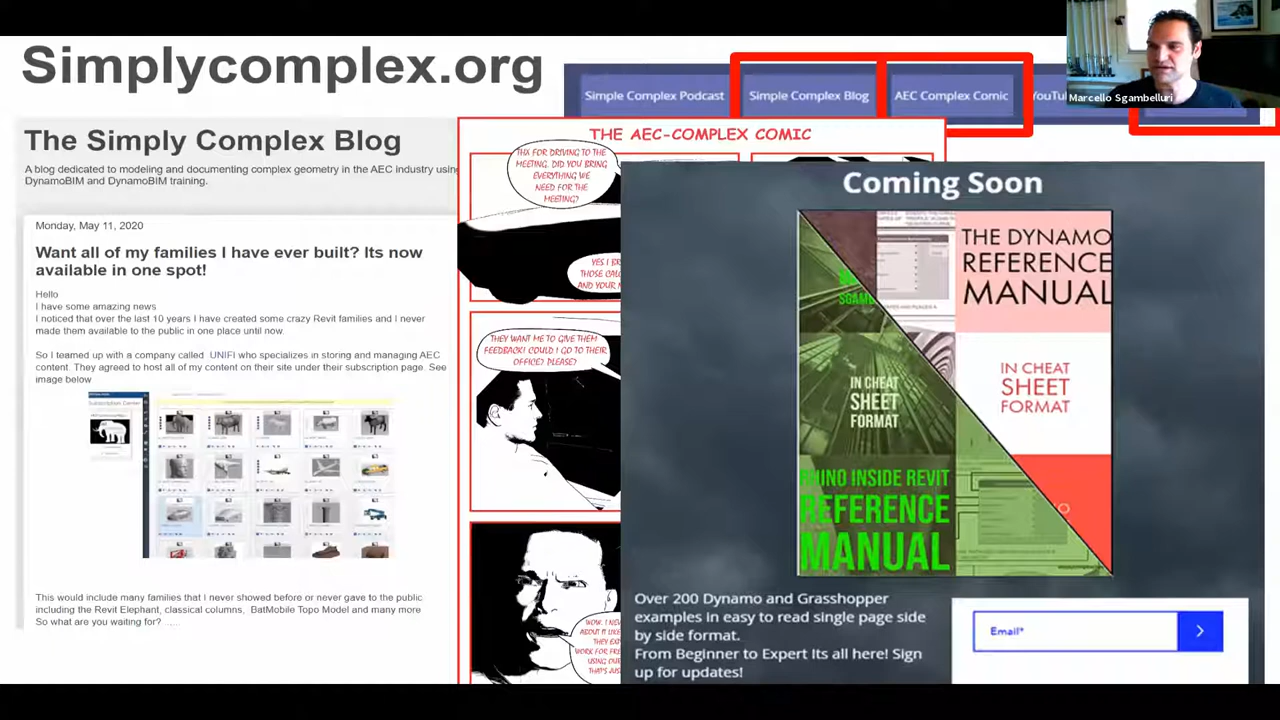 Simplycomplex.org
Simple Complex Podcast
Simple Complex Blog
AEC Complex Comic
Marcello Sgambelluri
The Simply Complex Blog
A blog dedicated to modeling and documenting complex geometry in the AEC industry using
DynamoBIM and DynamoBIM training.
Monday, May 11, 2020
Want all of my families I have ever built? Its now
available in one spot!
Hello
I have some amazing news
I noticed that over the last 10 years I have created some crazy Revit families and I never
made them available to the public in one place until now.
So I teamed up with a company called UNIFI who specializes in storing and managing AEC
content. They agreed to host all of my content on their site under their subscription page. See
image below
This would include many families that I never showed before or never gave to the public
including the Revit Elephant, classical columns, BatMobile Topo Model and many more
So what are you waiting for? ......
THE AEC-COMPLEX COMIC
THX FOR DRIVING TO THE
MEETING. DID YOU BRING
EVERYTHING WE
NEED FOR THE
MEETING?
YES I
THOSE
AND YOUR
THEY WANT ME TO GIVE THEM
FEEDBACK! COULD I GO TO THEIR
OFFICE? PLEASE?
WOW. I
ABOUT IT
WORK FOR
USING OUR
THAT'S
Coming Soon
THE DYNAMO
REFERENCE
MANUAL
IN CHEAT
SHEET
FORMAT
IN CHEAT
SHEET
FORMAT
RHINO INSIDE REVIT
REFERENCE
MANUAL
Over 200 Dynamo and Grasshopper
examples in easy to read single page side
by side format.
From Beginner to Expert Its all here! Sign
up for updates!
Email*